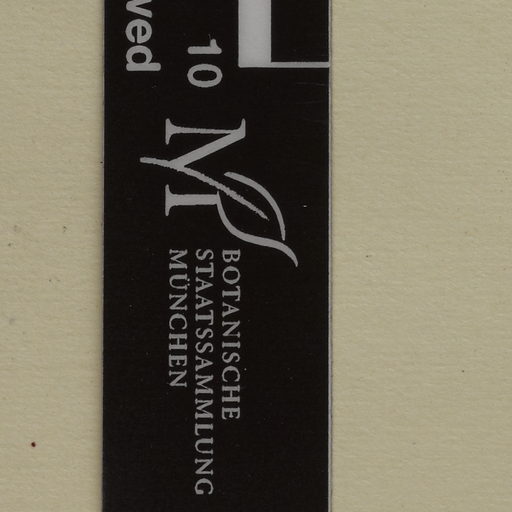 10
ved
M
BOTANISCHE
STAATSSAMMLUNG
MÜNCHEN